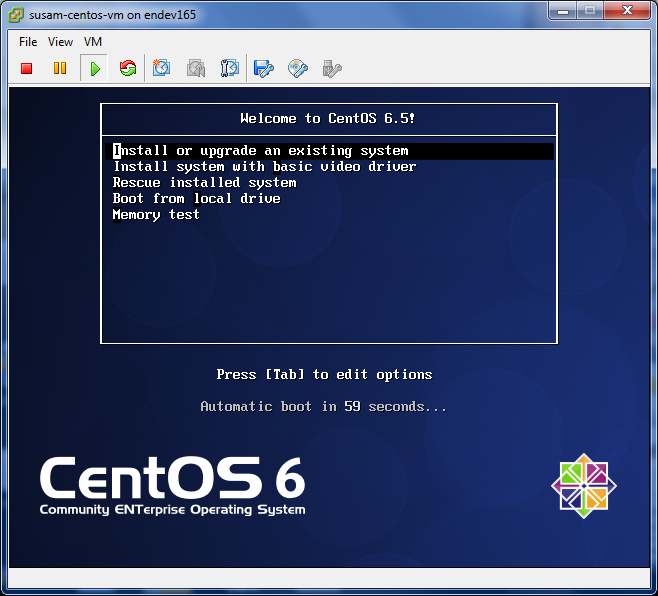 susam-centos-vm on endev165
File View VM
Welcome to CentOS 6.5!
Install or upgrade an existing system
Install system with basic video driver
Rescue installed system
Boot from local drive
Memory test
Press [Tab] to edit options
Automatic boot in 59 seconds...
CentOS 6
Community ENTerprise Operating System